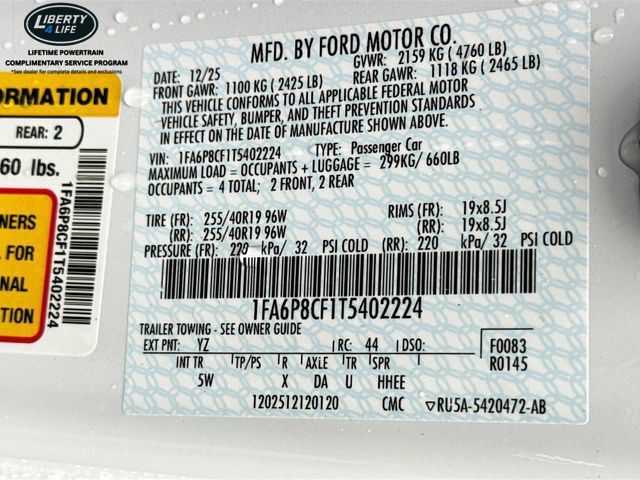 LIBERTY
4 LIFE
LIFETIME POWERTRAIN
COMPLIMENTARY SERVICE PROGRAM
*See dealer for complete details and exclusions.
ORMATION
REAR: 2
60 lbs.
NERS
L FOR
NAL
TION
1FA6P8CF1T5402224
MFD. BY FORD MOTOR CO.
DATE: 12/25 GVWR: 2159 KG ( 4760 LB)
FRONT GAWR: 1100 KG ( 2425 LB) REAR GAWR: 1118 KG ( 2465 LB)
THIS VEHICLE CONFORMS TO ALL APPLICABLE FEDERAL MOTOR
VEHICLE SAFETY, BUMPER, AND THEFT PREVENTION STANDARDS
IN EFFECT ON THE DATE OF MANUFACTURE SHOWN ABOVE.
VIN: 1FA6P8CF1T5402224 TYPE: Passenger Car
MAXIMUM LOAD = OCCUPANTS + LUGGAGE = 299KG/ 660LB
OCCUPANTS = 4 TOTAL; 2 FRONT, 2 REAR
TIRE (FR): 255/40R19 96W RIMS (FR): 19x8.5J
(RR): 255/40R19 96W (RR): 19x8.5J
PRESSURE (FR): 220 kPa/ 32 PSI COLD (RR): 220 kPa/ 32 PSI COLD
1FA6P8CF1T5402224
TRAILER TOWING - SEE OWNER GUIDE
EXT PNT: YZ RC: 44 DSO: F0083
INT TR TP/PS R AXLE TR SPR R0145
5W X DA U HHEE
1202512120120 CMC ▽RU5A-5420472-AB